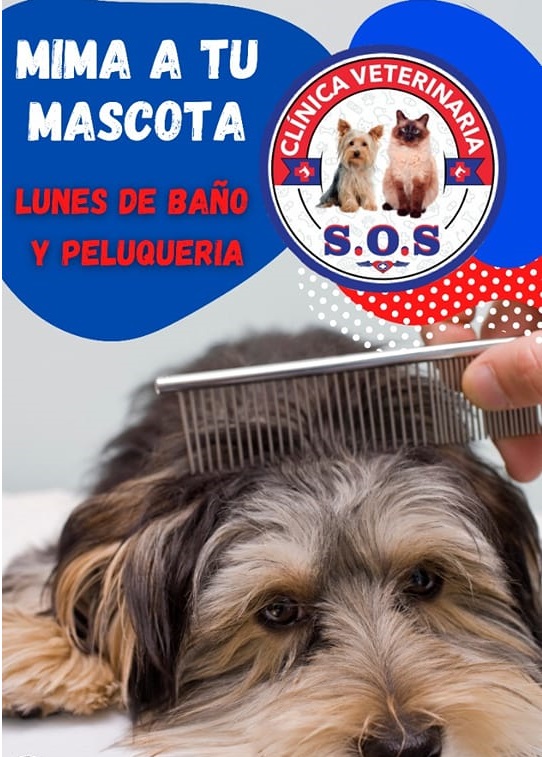 MIMA A TU
MASCOTA
LUNES DE BAÑO
Y PELUQUERIA
CLÍNICA VETERINARIA
S.O.S